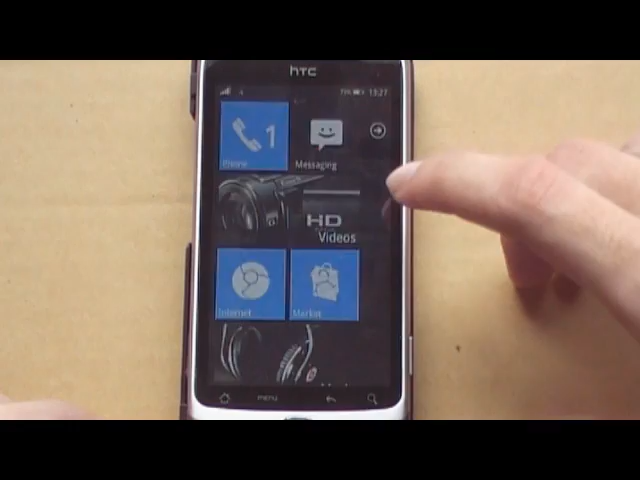 hTC
13:27
1
Phone
Messaging
HD
Videos
Internet
Market
menu